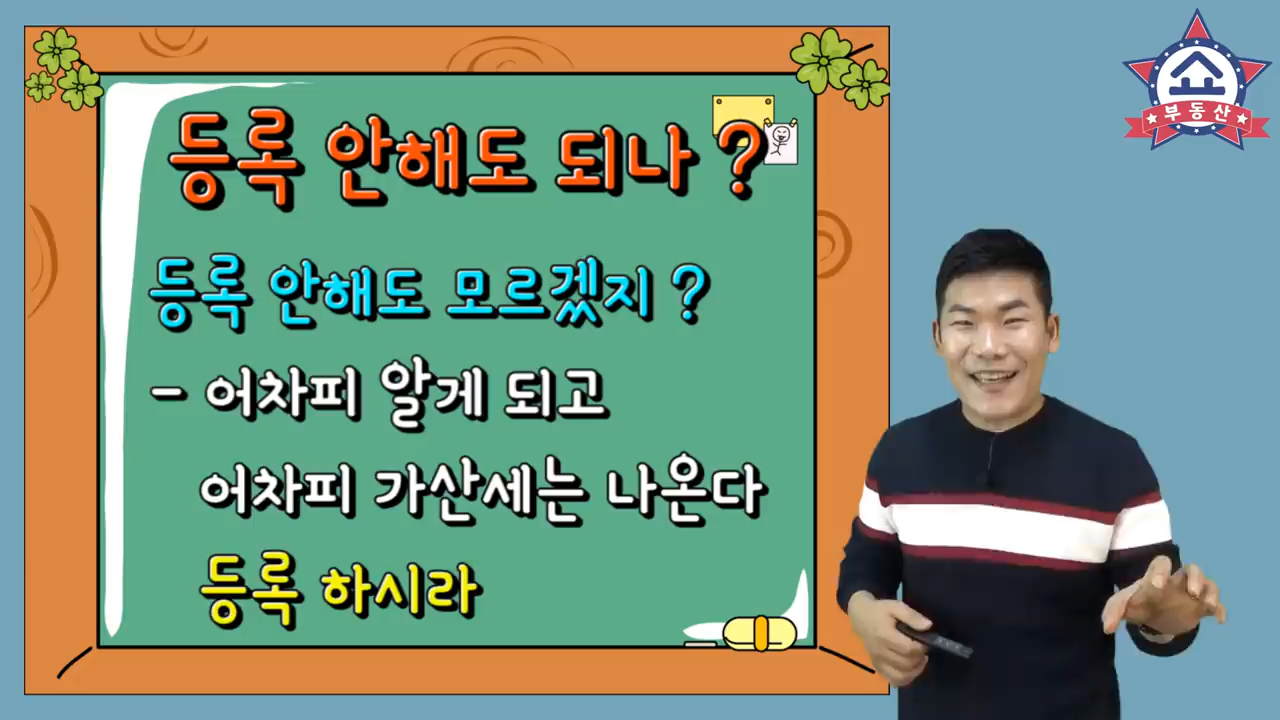 등록 안해도 되나 ?
등록 안해도 모르겠지 ?
- 어차피 알게 되고
어차피 가산세는 나온다
등록 하시라
쇼
부동산